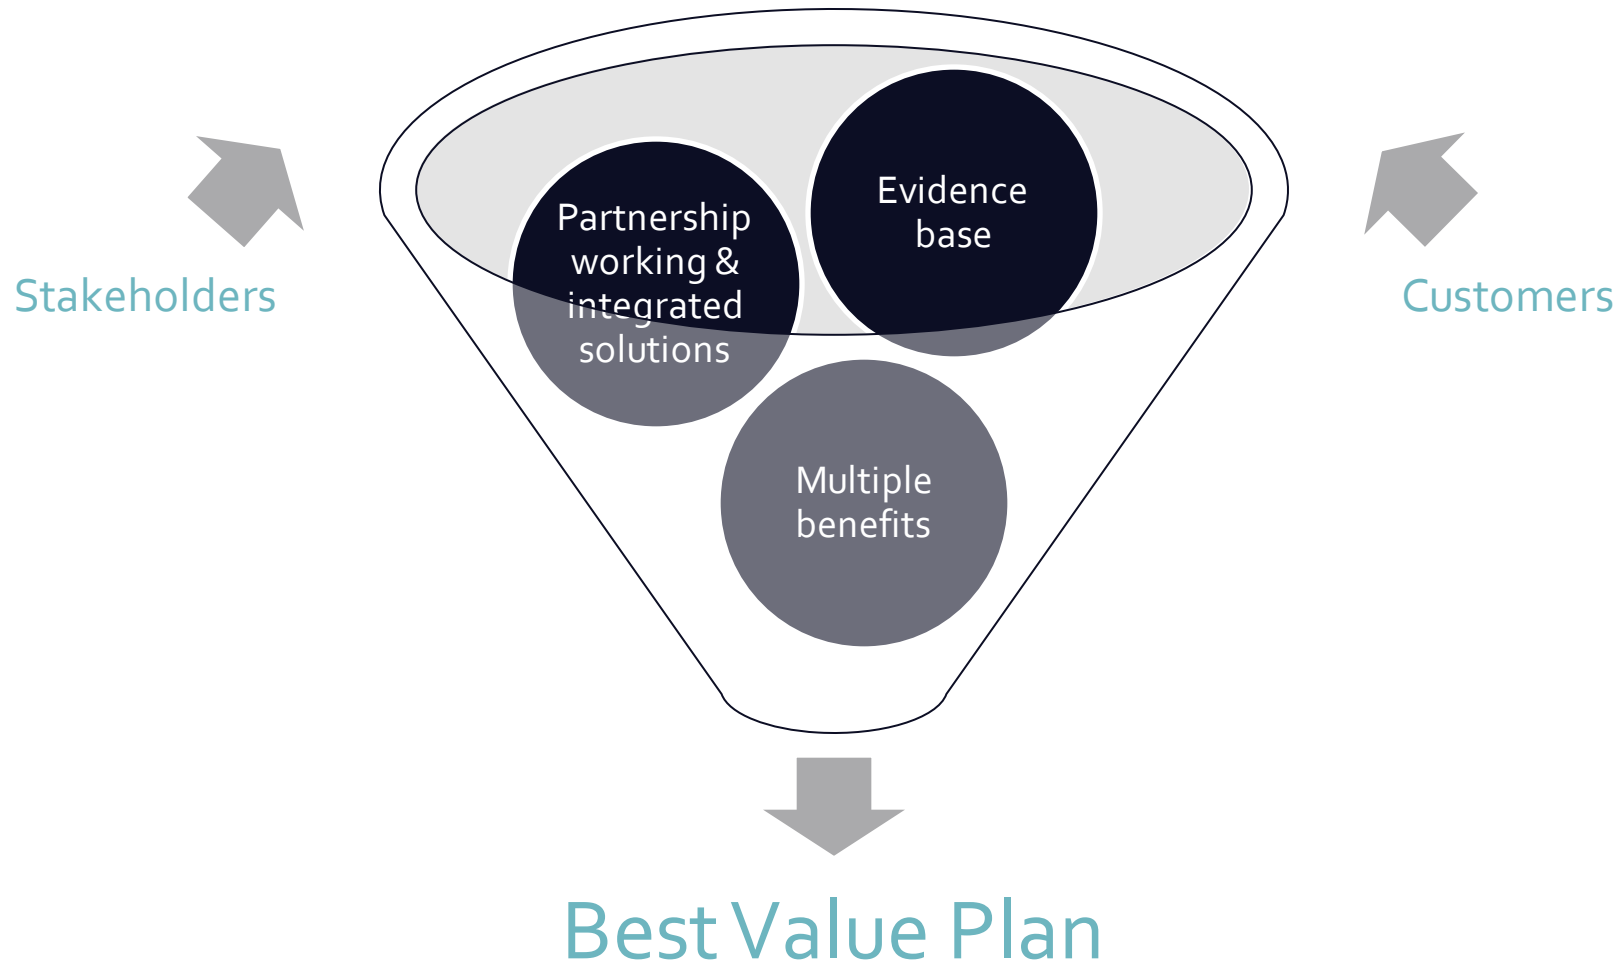 Partnership
working &
integrated
solutions
Evidence
base
Stakeholders
Customers
Multiple
benefits
Best Value Plan